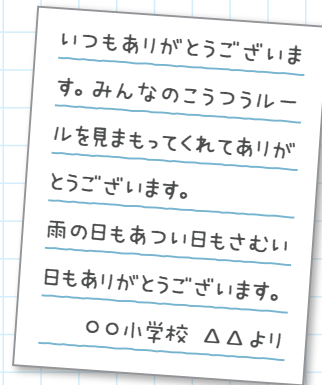 いつもありがとうございま
す。みんなのこうつうルー
ルを見まもってくれてありが
とうございます。
雨の日もあつい日もさむい
日もありがとうございます。
○○小学校 △△より